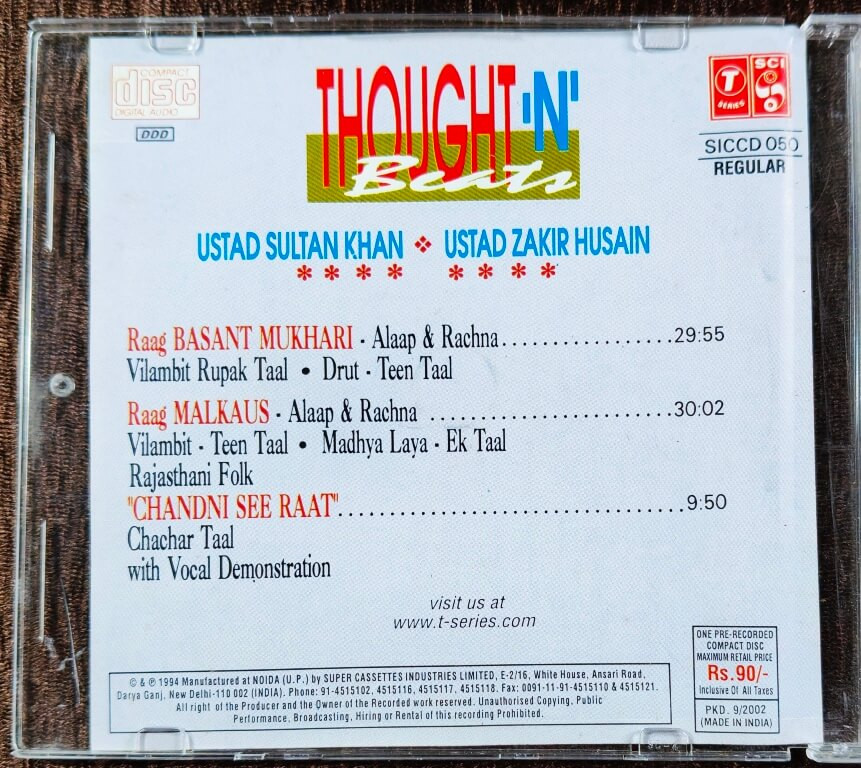 COMPACT
disc
DIGITAL AUDIO
DDD
THOUGHT 'N'
Beats
T
SERIES
SCI
SICCD 050
REGULAR
USTAD SULTAN KHAN ❖ USTAD ZAKIR HUSAIN
**** ****
Raag BASANT MUKHARI - Alaap & Rachna.................29:55
Vilambit Rupak Taal • Drut - Teen Taal
Raag MALKAUS - Alaap & Rachna ........................30:02
Vilambit - Teen Taal • Madhya Laya - Ek Taal
Rajasthani Folk
"CHANDNI SEE RAAT"..................................9:50
Chachar Taal
with Vocal Demonstration
visit us at
www.t-series.com
© & ℗ 1994 Manufactured at NOIDA (U.P.) by SUPER CASSETTES INDUSTRIES LIMITED, E-2/16, White House, Ansari Road,
Darya Ganj, New Delhi-110 002 (INDIA). Phone: 91-4515102, 4515116, 4515117, 4515118. Fax: 0091-11-91-4515110 & 4515121.
All right of the Producer and the Owner of the Recorded work reserved. Unauthorised Copying, Public
Performance, Broadcasting, Hiring or Rental of this recording Prohibited.
ONE PRE-RECORDED
COMPACT DISC
MAXIMUM RETAIL PRICE
Rs.90/-
Inclusive Of All Taxes
PKD. 9/2002
(MADE IN INDIA)